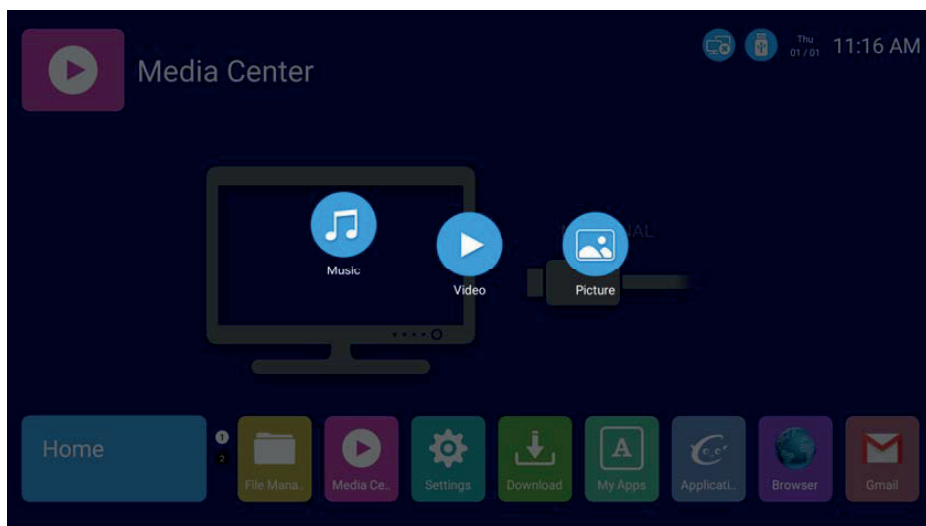 Media Center
Thu
01 / 01
11:16 AM
Music
Video
Picture
Home
1
2
File Mana..
Media Ce..
Settings
Download
A
My Apps
Applicati..
Browser
Gmail